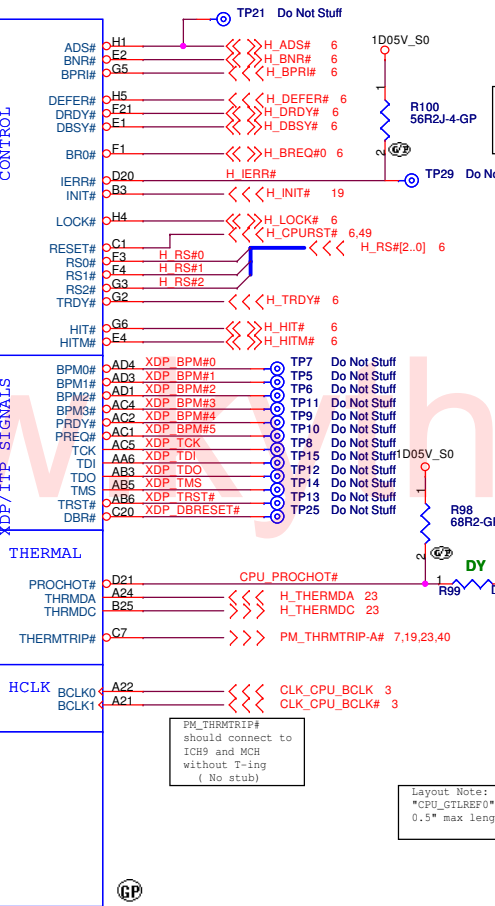 TP21 Do Not Stuff
CONTROL
ADS# H1 H_ADS# 6
BNR# E2 H_BNR# 6
BPRI# G5 H_BPRI# 6
1D05V_S0
DEFER# H5 H_DEFER# 6
DRDY# F21 H_DRDY# 6
DBSY# E1 H_DBSY# 6
1
R100
56R2J-4-GP
2
G/P
BR0# F1 H_BREQ#0 6
IERR# D20 H_IERR#
TP29 Do No
INIT# B3 H_INIT# 19
LOCK# H4 H_LOCK# 6
H_CPURST# 6,49
RESET# C1 H_RS#[2..0] 6
RS0# F3 H_RS#0
RS1# F4 H_RS#1
RS2# G3 H_RS#2
TRDY# G2 H_TRDY# 6
HIT# G6 H_HIT# 6
HITM# E4 H_HITM# 6
XDP/ITP SIGNALS
BPM0# AD4 XDP_BPM#0 TP7 Do Not Stuff
BPM1# AD3 XDP_BPM#1 TP5 Do Not Stuff
BPM2# AD1 XDP_BPM#2 TP6 Do Not Stuff
BPM3# AC4 XDP_BPM#3 TP11 Do Not Stuff
PRDY# AC2 XDP_BPM#4 TP9 Do Not Stuff
PREQ# AC1 XDP_BPM#5 TP10 Do Not Stuff
TCK AC5 XDP_TCK TP8 Do Not Stuff
TDI AA6 XDP_TDI TP15 Do Not Stuff
TDO AB3 XDP_TDO TP12 Do Not Stuff
TMS AB5 XDP_TMS TP14 Do Not Stuff
TRST# AB6 XDP_TRST# TP13 Do Not Stuff
DBR# C20 XDP_DBRESET# TP25 Do Not Stuff
1D05V_S0
1
R98
68R2-GP
2
G/P
THERMAL
DY
PROCHOT# D21 CPU_PROCHOT#
1
R99
D
THRMDA A24 H_THERMDA 23
THRMDC B25 H_THERMDC 23
THERMTRIP# C7 PM_THRMTRIP-A# 7,19,23,40
HCLK
BCLK0 A22 CLK_CPU_BCLK 3
BCLK1 A21 CLK_CPU_BCLK# 3
PM_THRMTRIP#
should connect to
ICH9 and MCH
without T-ing
( No stub)
Layout Note:
"CPU_GTLREF0"
0.5" max leng
GP